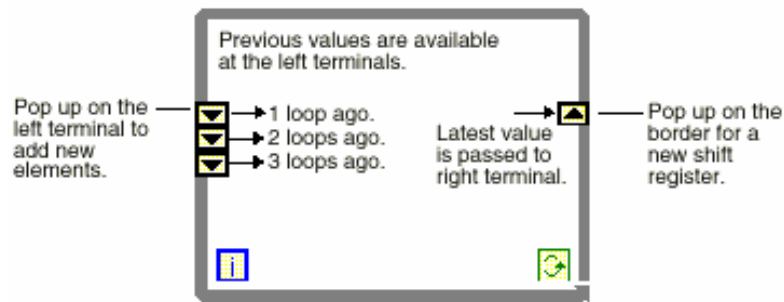 Previous values are available
at the left terminals.
Pop up on the
left terminal to
add new
elements.
1 loop ago.
2 loops ago.
3 loops ago.
Latest value
is passed to
right terminal.
Pop up on the
border for a
new shift
register.
i